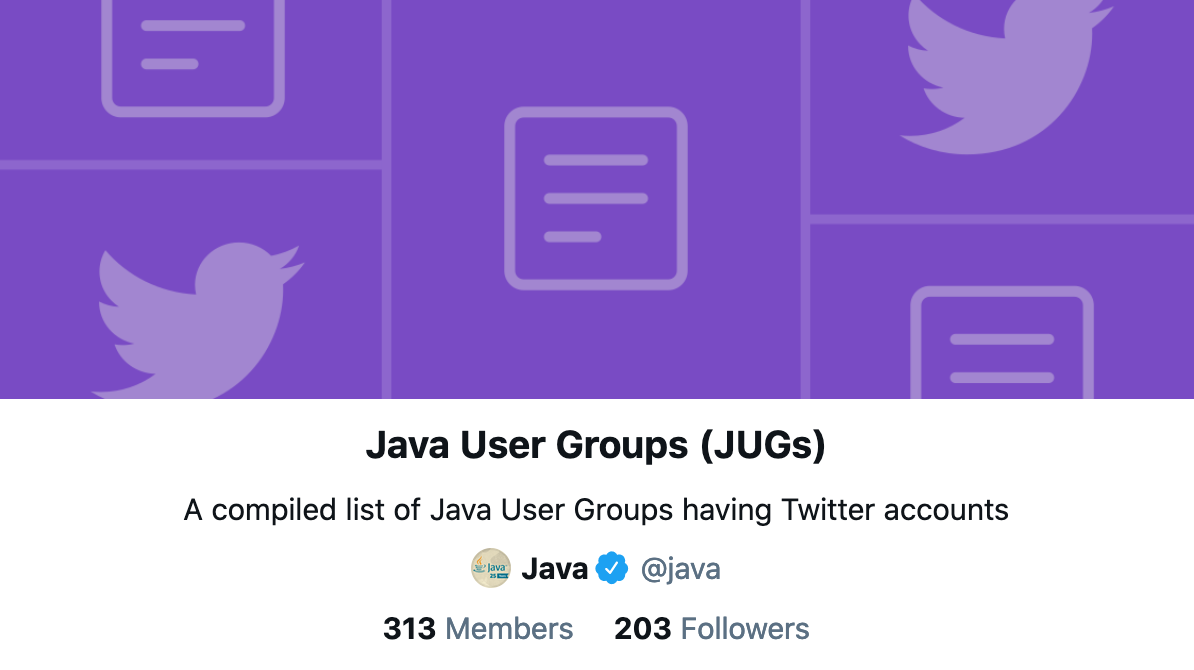 Java User Groups (JUGs)
A compiled list of Java User Groups having Twitter accounts
Java @java
313 Members 203 Followers